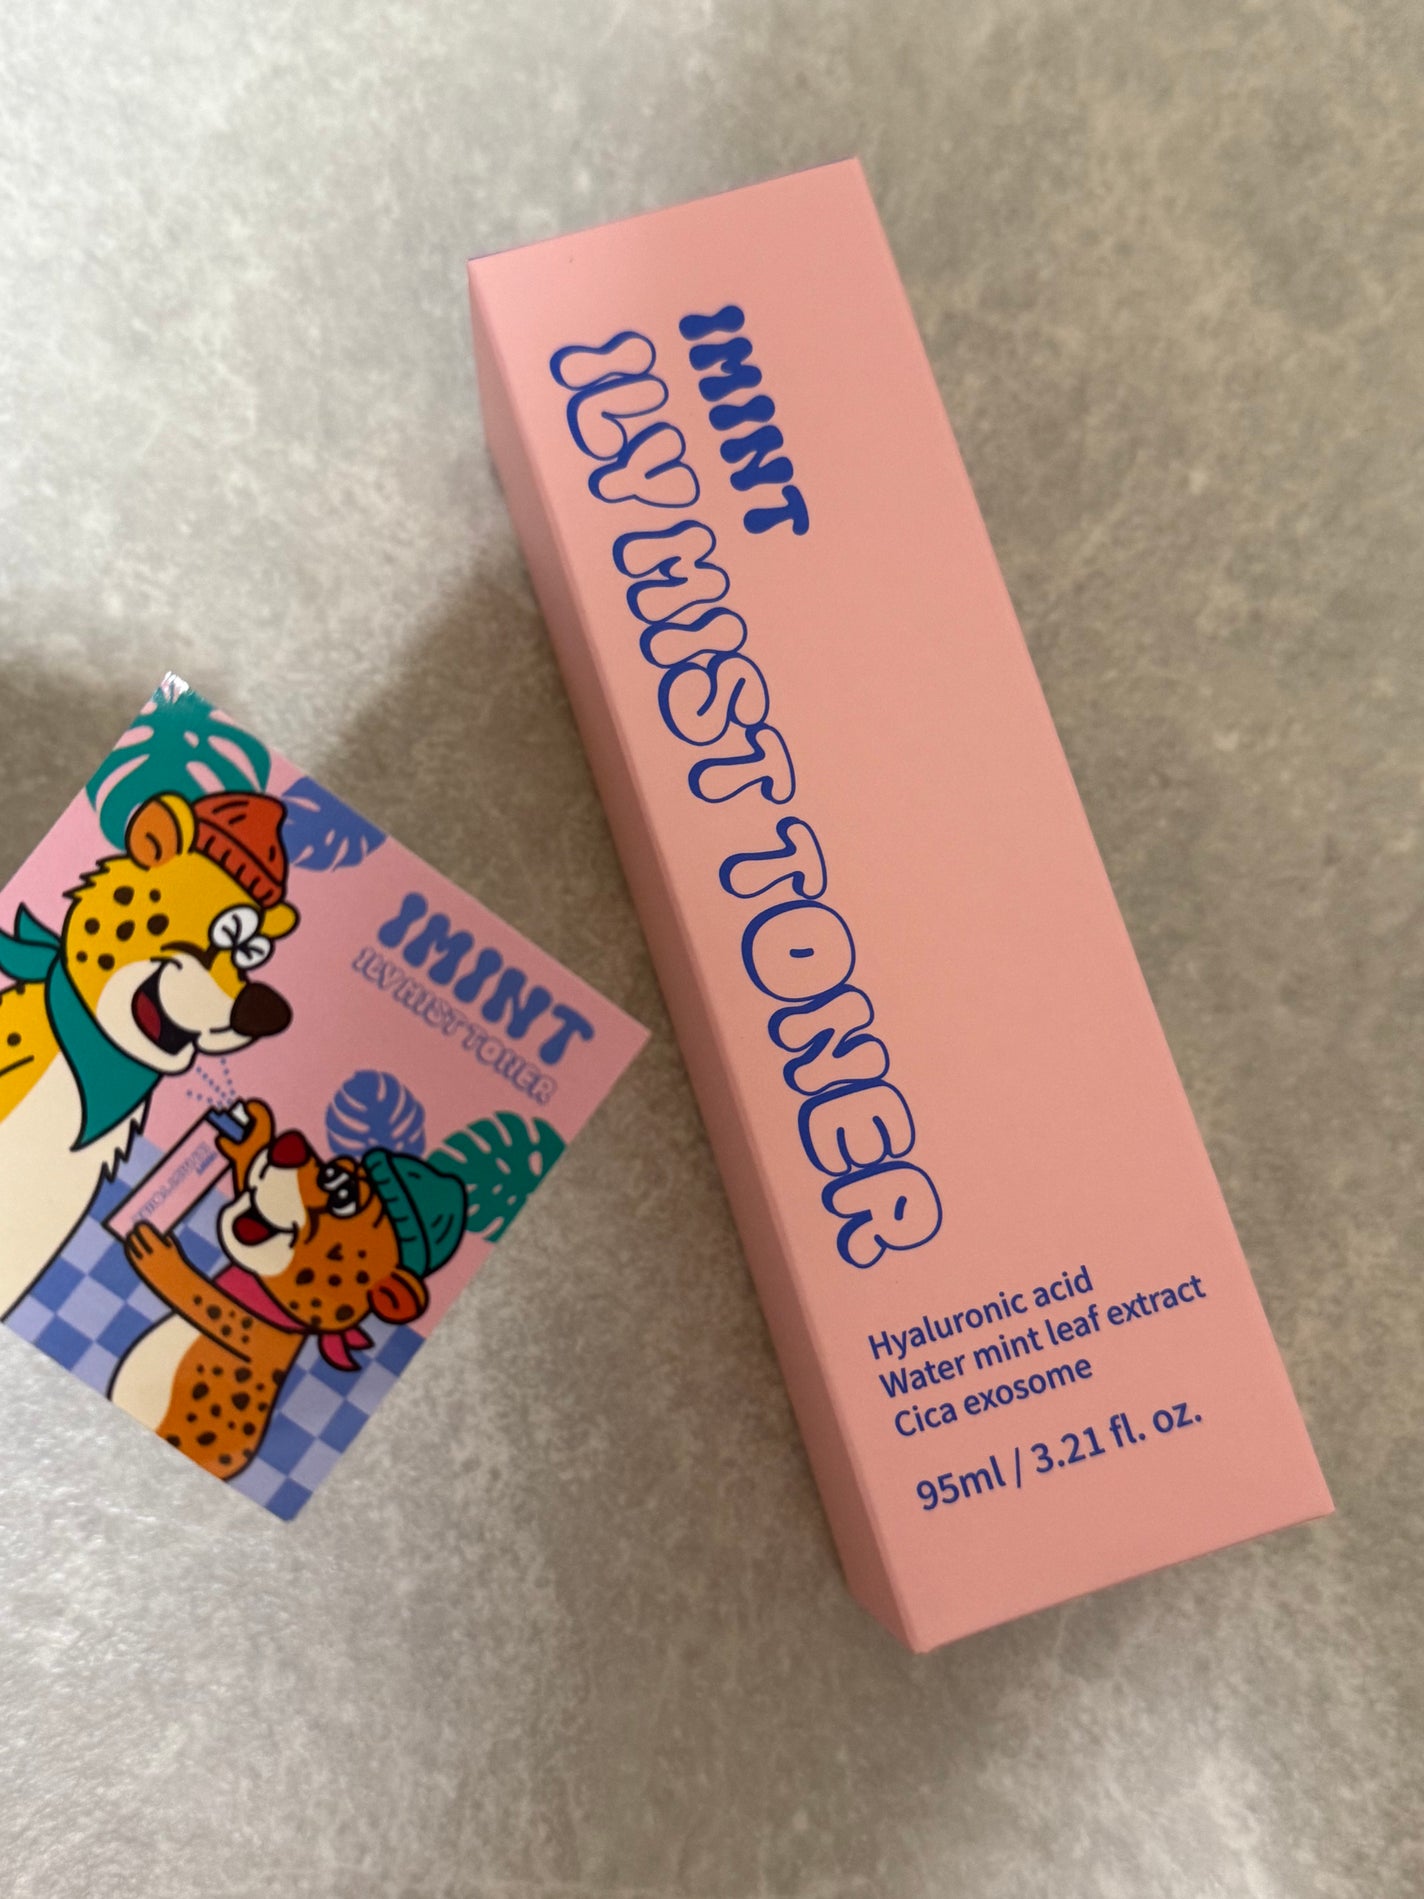 IMINT
ILY MIST TONER
Hyaluronic acid
Water mint leaf extract
Cica exosome
95ml / 3.21 fl. oz.
IMINT
ILY MIST TONER